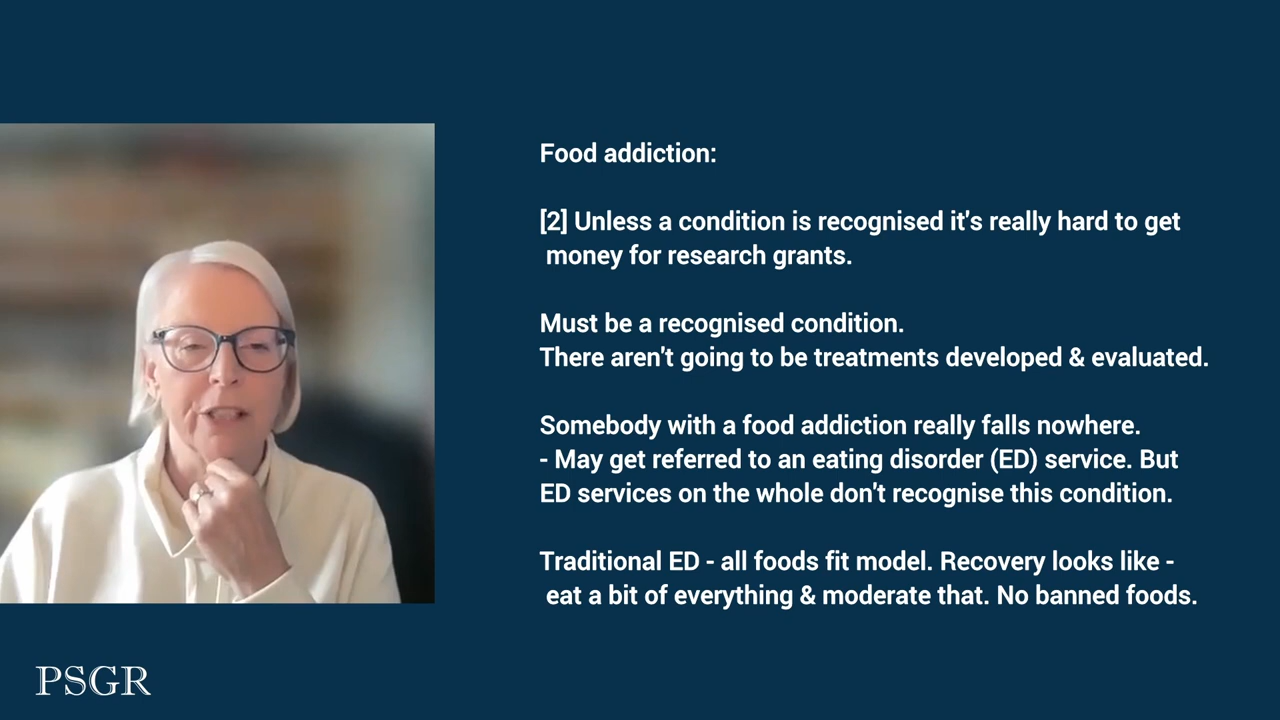 Food addiction:
[2] Unless a condition is recognised it's really hard to get
money for research grants.
Must be a recognised condition.
There aren't going to be treatments developed & evaluated.
Somebody with a food addiction really falls nowhere.
- May get referred to an eating disorder (ED) service. But
ED services on the whole don't recognise this condition.
Traditional ED - all foods fit model. Recovery looks like -
eat a bit of everything & moderate that. No banned foods.
PSGR